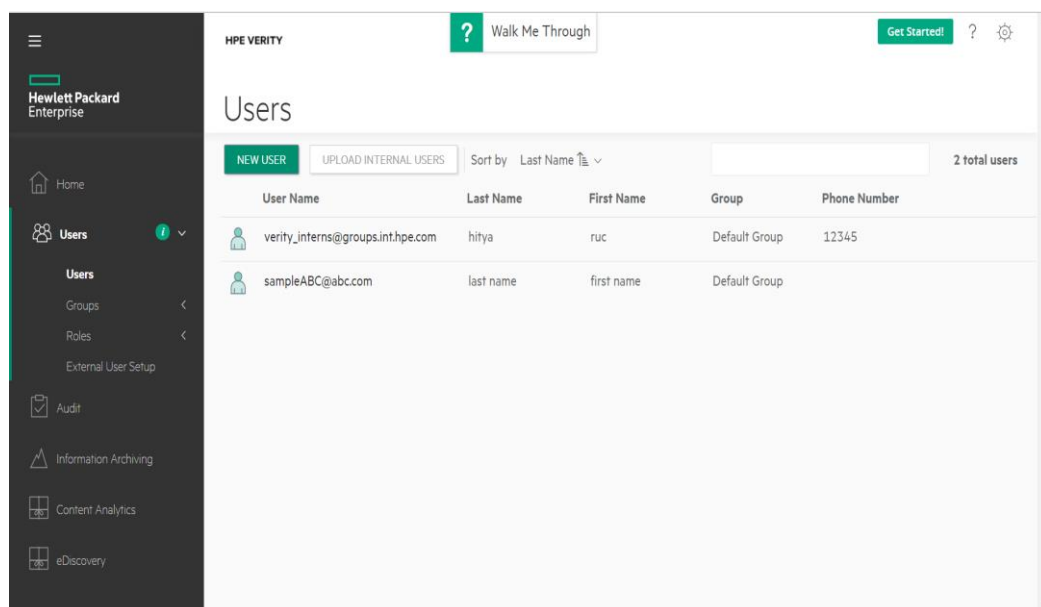 HPE VERITY
? Walk Me Through
Get Started! ?
Hewlett Packard
Enterprise
Users
NEW USER UPLOAD INTERNAL USERS Sort by Last Name 2 total users
User Name Last Name First Name Group Phone Number
verity_interns@groups.int.hpe.com hitya ruc Default Group 12345
sampleABC@abc.com last name first name Default Group
Home
Users i
Users
Groups
Roles
External User Setup
Audit
Information Archiving
Content Analytics
eDiscovery